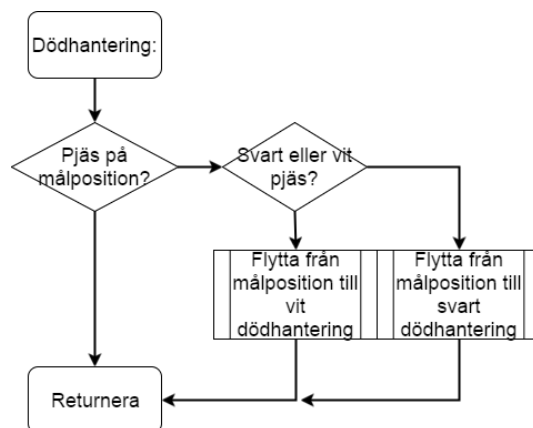 Dödhantering:
Pjäs på
målposition?
Svart eller vit
pjäs?
Flytta från
målposition till
vit
dödhantering
Flytta från
målposition till
svart
dödhantering
Returnera